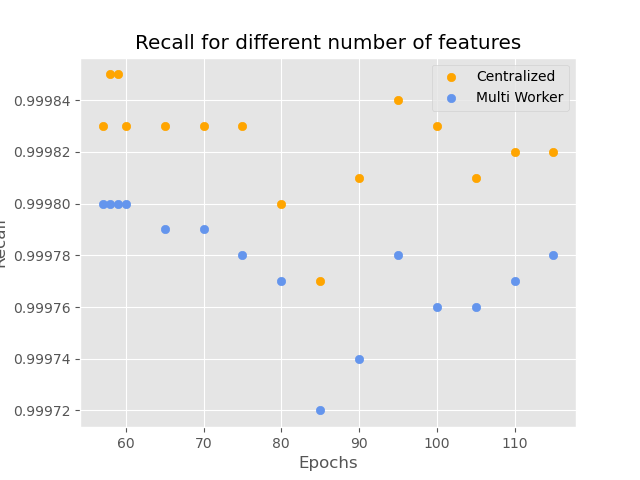 Recall for different number of features
Centralized
Multi Worker
0.99984
0.99982
0.99980
0.99978
0.99976
0.99974
0.99972
Recall
60 70 80 90 100 110
Epochs